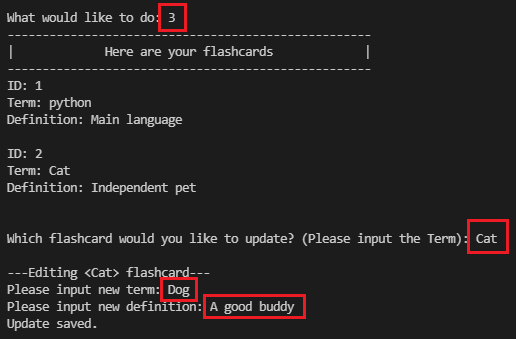 What would like to do: 3
----------------------------------------------------
|             Here are your flashcards             |
----------------------------------------------------
ID: 1
Term: python
Definition: Main language
ID: 2
Term: Cat
Definition: Independent pet
Which flashcard would you like to update? (Please input the Term): Cat
---Editing <Cat> flashcard---
Please input new term: Dog
Please input new definition: A good buddy
Update saved.